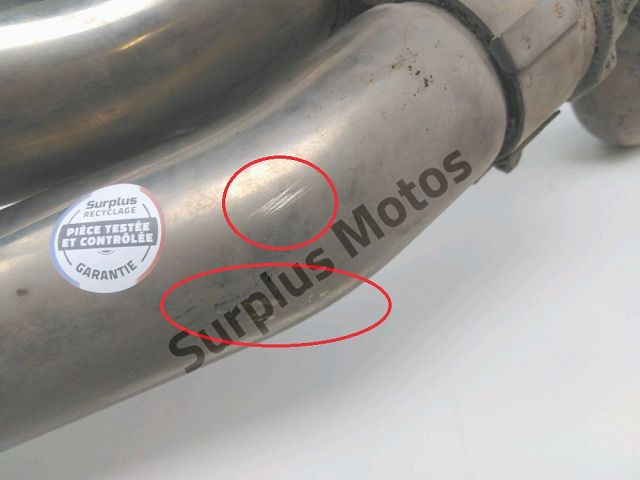 Surplus
RECYCLAGE
PIÈCE TESTÉE
ET CONTRÔLÉE
GARANTIE
Surplus Motos